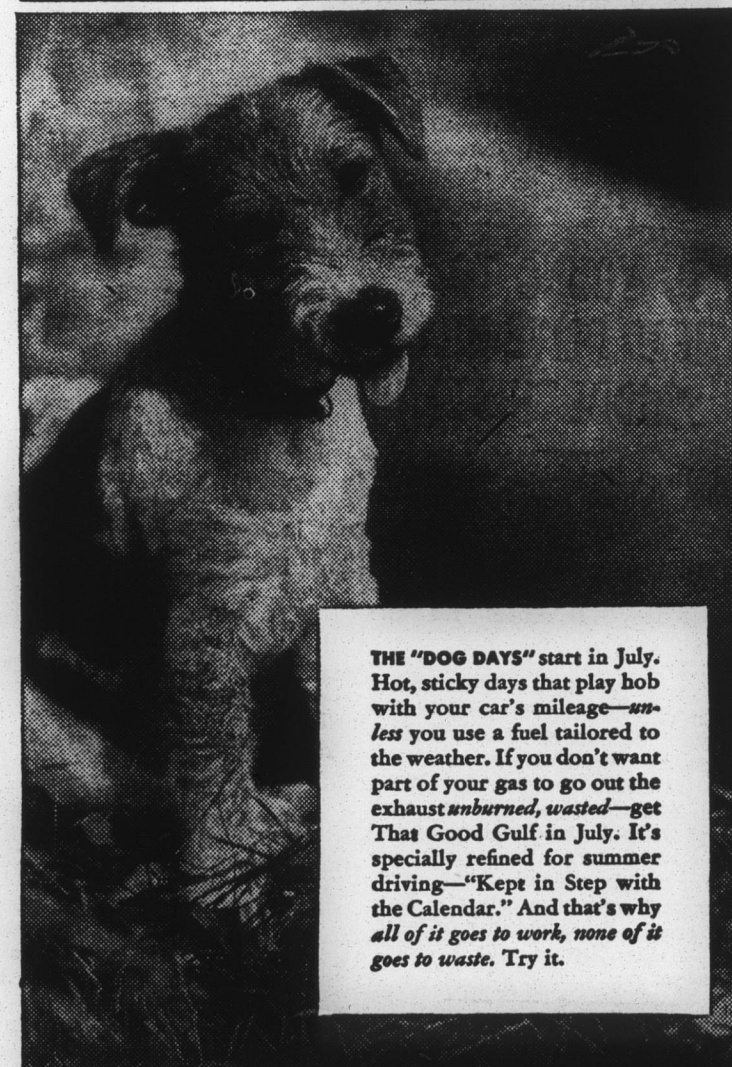 THE "DOG DAYS" start in July.
Hot, sticky days that play hob
with your car's mileage—un-
less you use a fuel tailored to
the weather. If you don't want
part of your gas to go out the
exhaust unburned, wasted—get
That Good Gulf in July. It's
specially refined for summer
driving—"Kept in Step with
the Calendar." And that's why
all of it goes to work, none of it
goes to waste. Try it.